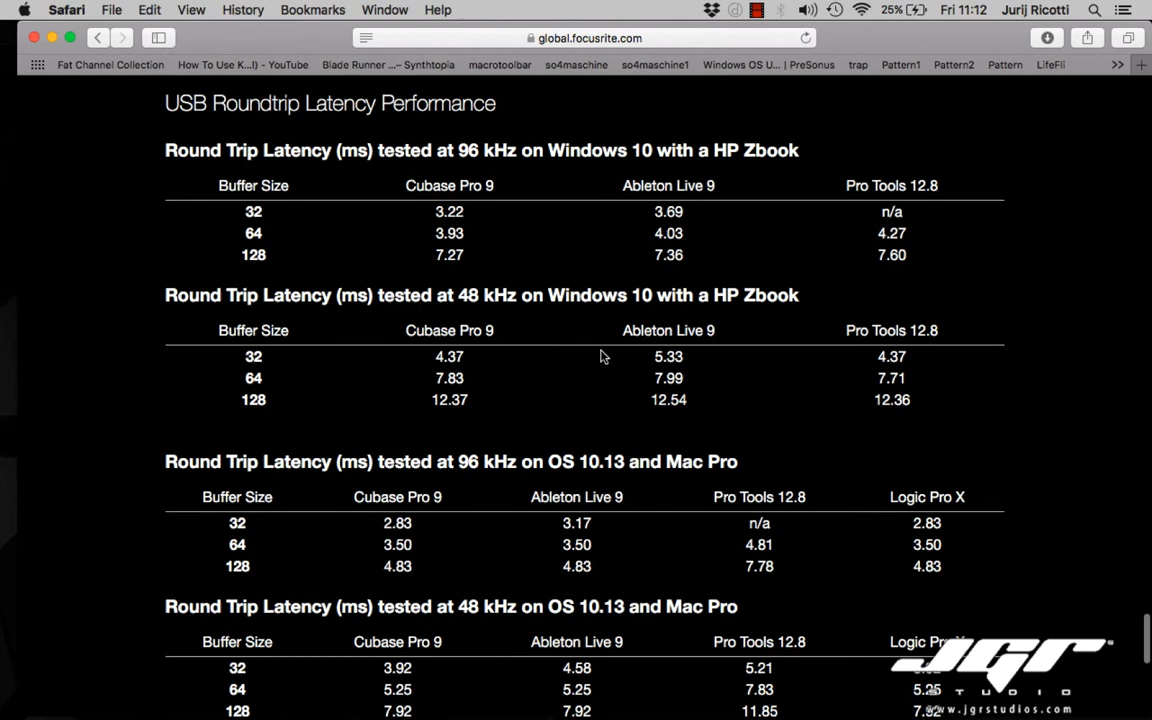 Safari File Edit View History Bookmarks Window Help 25% Fri 11:12 Jurij Ricotti
global.focusrite.com
Fat Channel Collection How To Use K...!) - YouTube Blade Runner ...– Synthtopia macrotoolbar so4maschine so4maschine1 Windows OS U... | PreSonus trap Pattern1 Pattern2 Pattern LifeFli
USB Roundtrip Latency Performance
Round Trip Latency (ms) tested at 96 kHz on Windows 10 with a HP Zbook
Buffer Size Cubase Pro 9 Ableton Live 9 Pro Tools 12.8
32 3.22 3.69 n/a
64 3.93 4.03 4.27
128 7.27 7.36 7.60
Round Trip Latency (ms) tested at 48 kHz on Windows 10 with a HP Zbook
Buffer Size Cubase Pro 9 Ableton Live 9 Pro Tools 12.8
32 4.37 5.33 4.37
64 7.83 7.99 7.71
128 12.37 12.54 12.36
Round Trip Latency (ms) tested at 96 kHz on OS 10.13 and Mac Pro
Buffer Size Cubase Pro 9 Ableton Live 9 Pro Tools 12.8 Logic Pro X
32 2.83 3.17 n/a 2.83
64 3.50 3.50 4.81 3.50
128 4.83 4.83 7.78 4.83
Round Trip Latency (ms) tested at 48 kHz on OS 10.13 and Mac Pro
Buffer Size Cubase Pro 9 Ableton Live 9 Pro Tools 12.8 Logic Pro X
32 3.92 4.58 5.21
64 5.25 5.25 7.83 5.25
128 7.92 7.92 11.85 7.92
JGR
STUDIO
www.jgrstudios.com